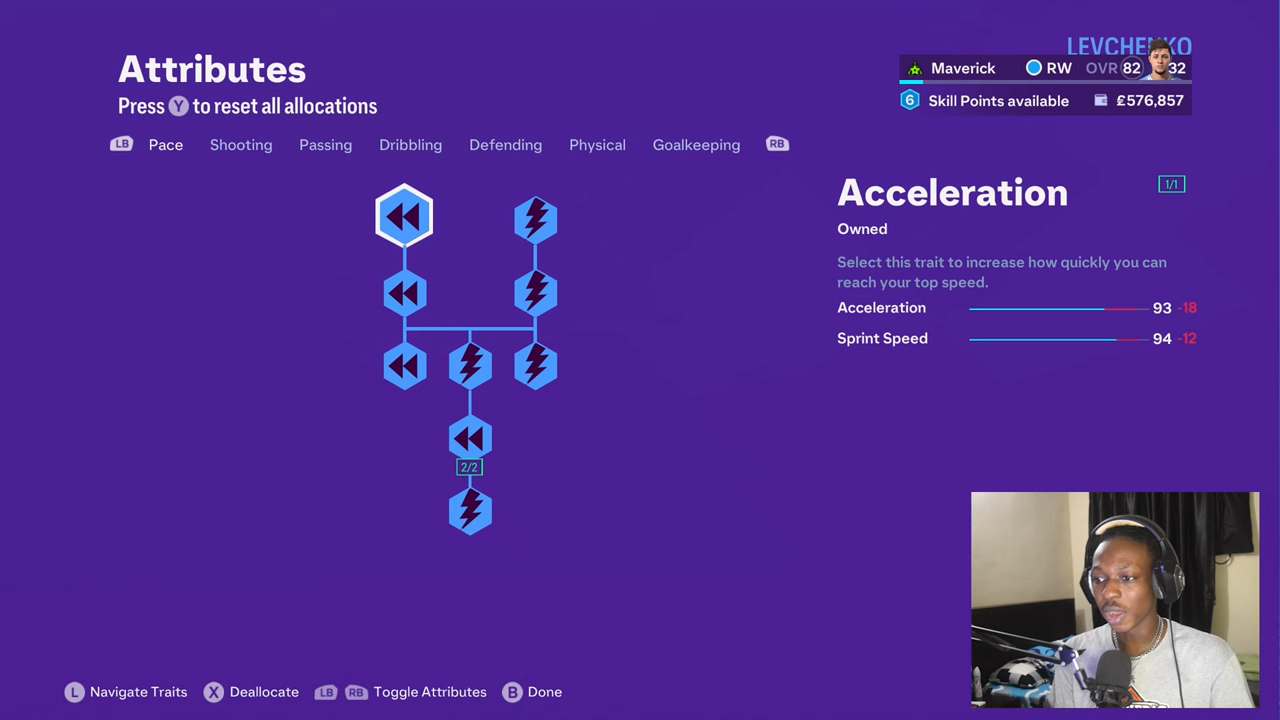 LEVCHENKO
Attributes
Press Y to reset all allocations
Maverick RW OVR 82 32
6 Skill Points available £576,857
LB Pace Shooting Passing Dribbling Defending Physical Goalkeeping RB
Acceleration 1/1
Owned
Select this trait to increase how quickly you can
reach your top speed.
Acceleration 93 -18
Sprint Speed 94 -12
2/2
L Navigate Traits X Deallocate LB RB Toggle Attributes B Done